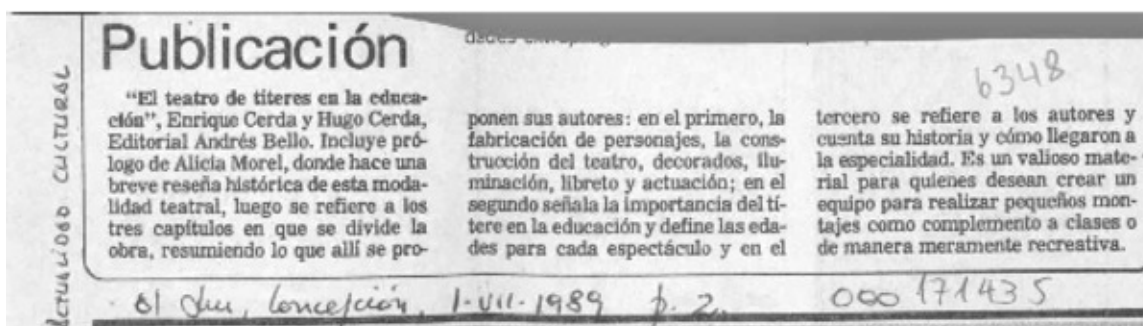 Publicación
6348
ACTUALIDAD CULTURAL
“El teatro de títeres en la educa-
ción”, Enrique Cerda y Hugo Cerda,
Editorial Andrés Bello. Incluye pró-
logo de Alicia Morel, donde hace una
breve reseña histórica de esta moda-
lidad teatral, luego se refiere a los
tres capítulos en que se divide la
obra, resumiendo lo que allí se pro-
ponen sus autores: en el primero, la
fabricación de personajes, la cons-
trucción del teatro, decorados, ilu-
minación, libreto y actuación; en el
segundo señala la importancia del tí-
tere en la educación y define las eda-
des para cada espectáculo y en el
tercero se refiere a los autores y
cuenta su historia y cómo llegaron a
la especialidad. Es un valioso mate-
rial para quienes desean crear un
equipo para realizar pequeños mon-
tajes como complemento a clases o
de manera meramente recreativa.
El Sur, Concepción, 1-VII-1989 p. 2.
000 171435